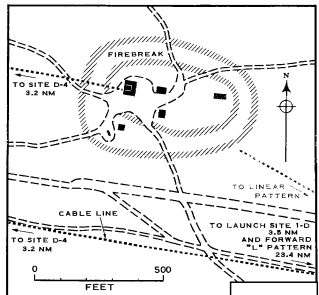 FIREBREAK
TO SITE D-4
3.2 NM
N
TO LINEAR
PATTERN
CABLE LINE
TO LAUNCH SITE 1-D
3.5 NM
AND FORWARD
"L" PATTERN
23.4 NM
TO SITE D-4
3.2 NM
0 500
FEET